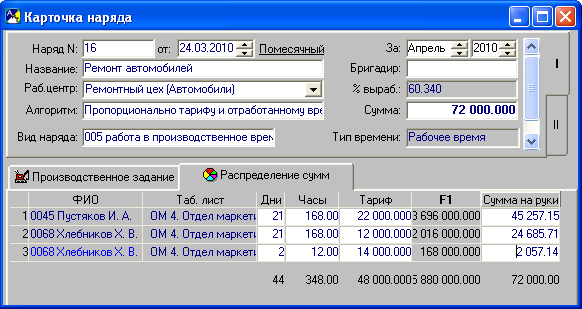 Карточка наряда
Наряд N: 16 от: 24.03.2010 Помесячный За: Апрель 2010 I
Название: Ремонт автомобилей Бригадир:
Раб.центр: Ремонтный цех (Автомобили) % выраб.: 60.340
Алгоритм: Пропорционально тарифу и отработанному вре Сумма: 72 000.000
II
Вид наряда: 005 работа в производственное врем Тип времени: Рабочее время
Производственное задание Распределение сумм
ФИО Таб. лист Дни Часы Тариф F1 Сумма на руки
1 0045 Пустяков И. А. ОМ 4. Отдел маркети 21 168.00 22 000.000 3 696 000.000 45 257.15
2 0068 Хлебников Х. В. ОМ 4. Отдел маркети 21 168.00 12 000.000 2 016 000.000 24 685.71
3 0068 Хлебников Х. В. ОМ 4. Отдел маркети 2 12.00 14 000.000 168 000.000 2 057.14
44 348.00 48 000.000 5 880 000.000 72 000.00